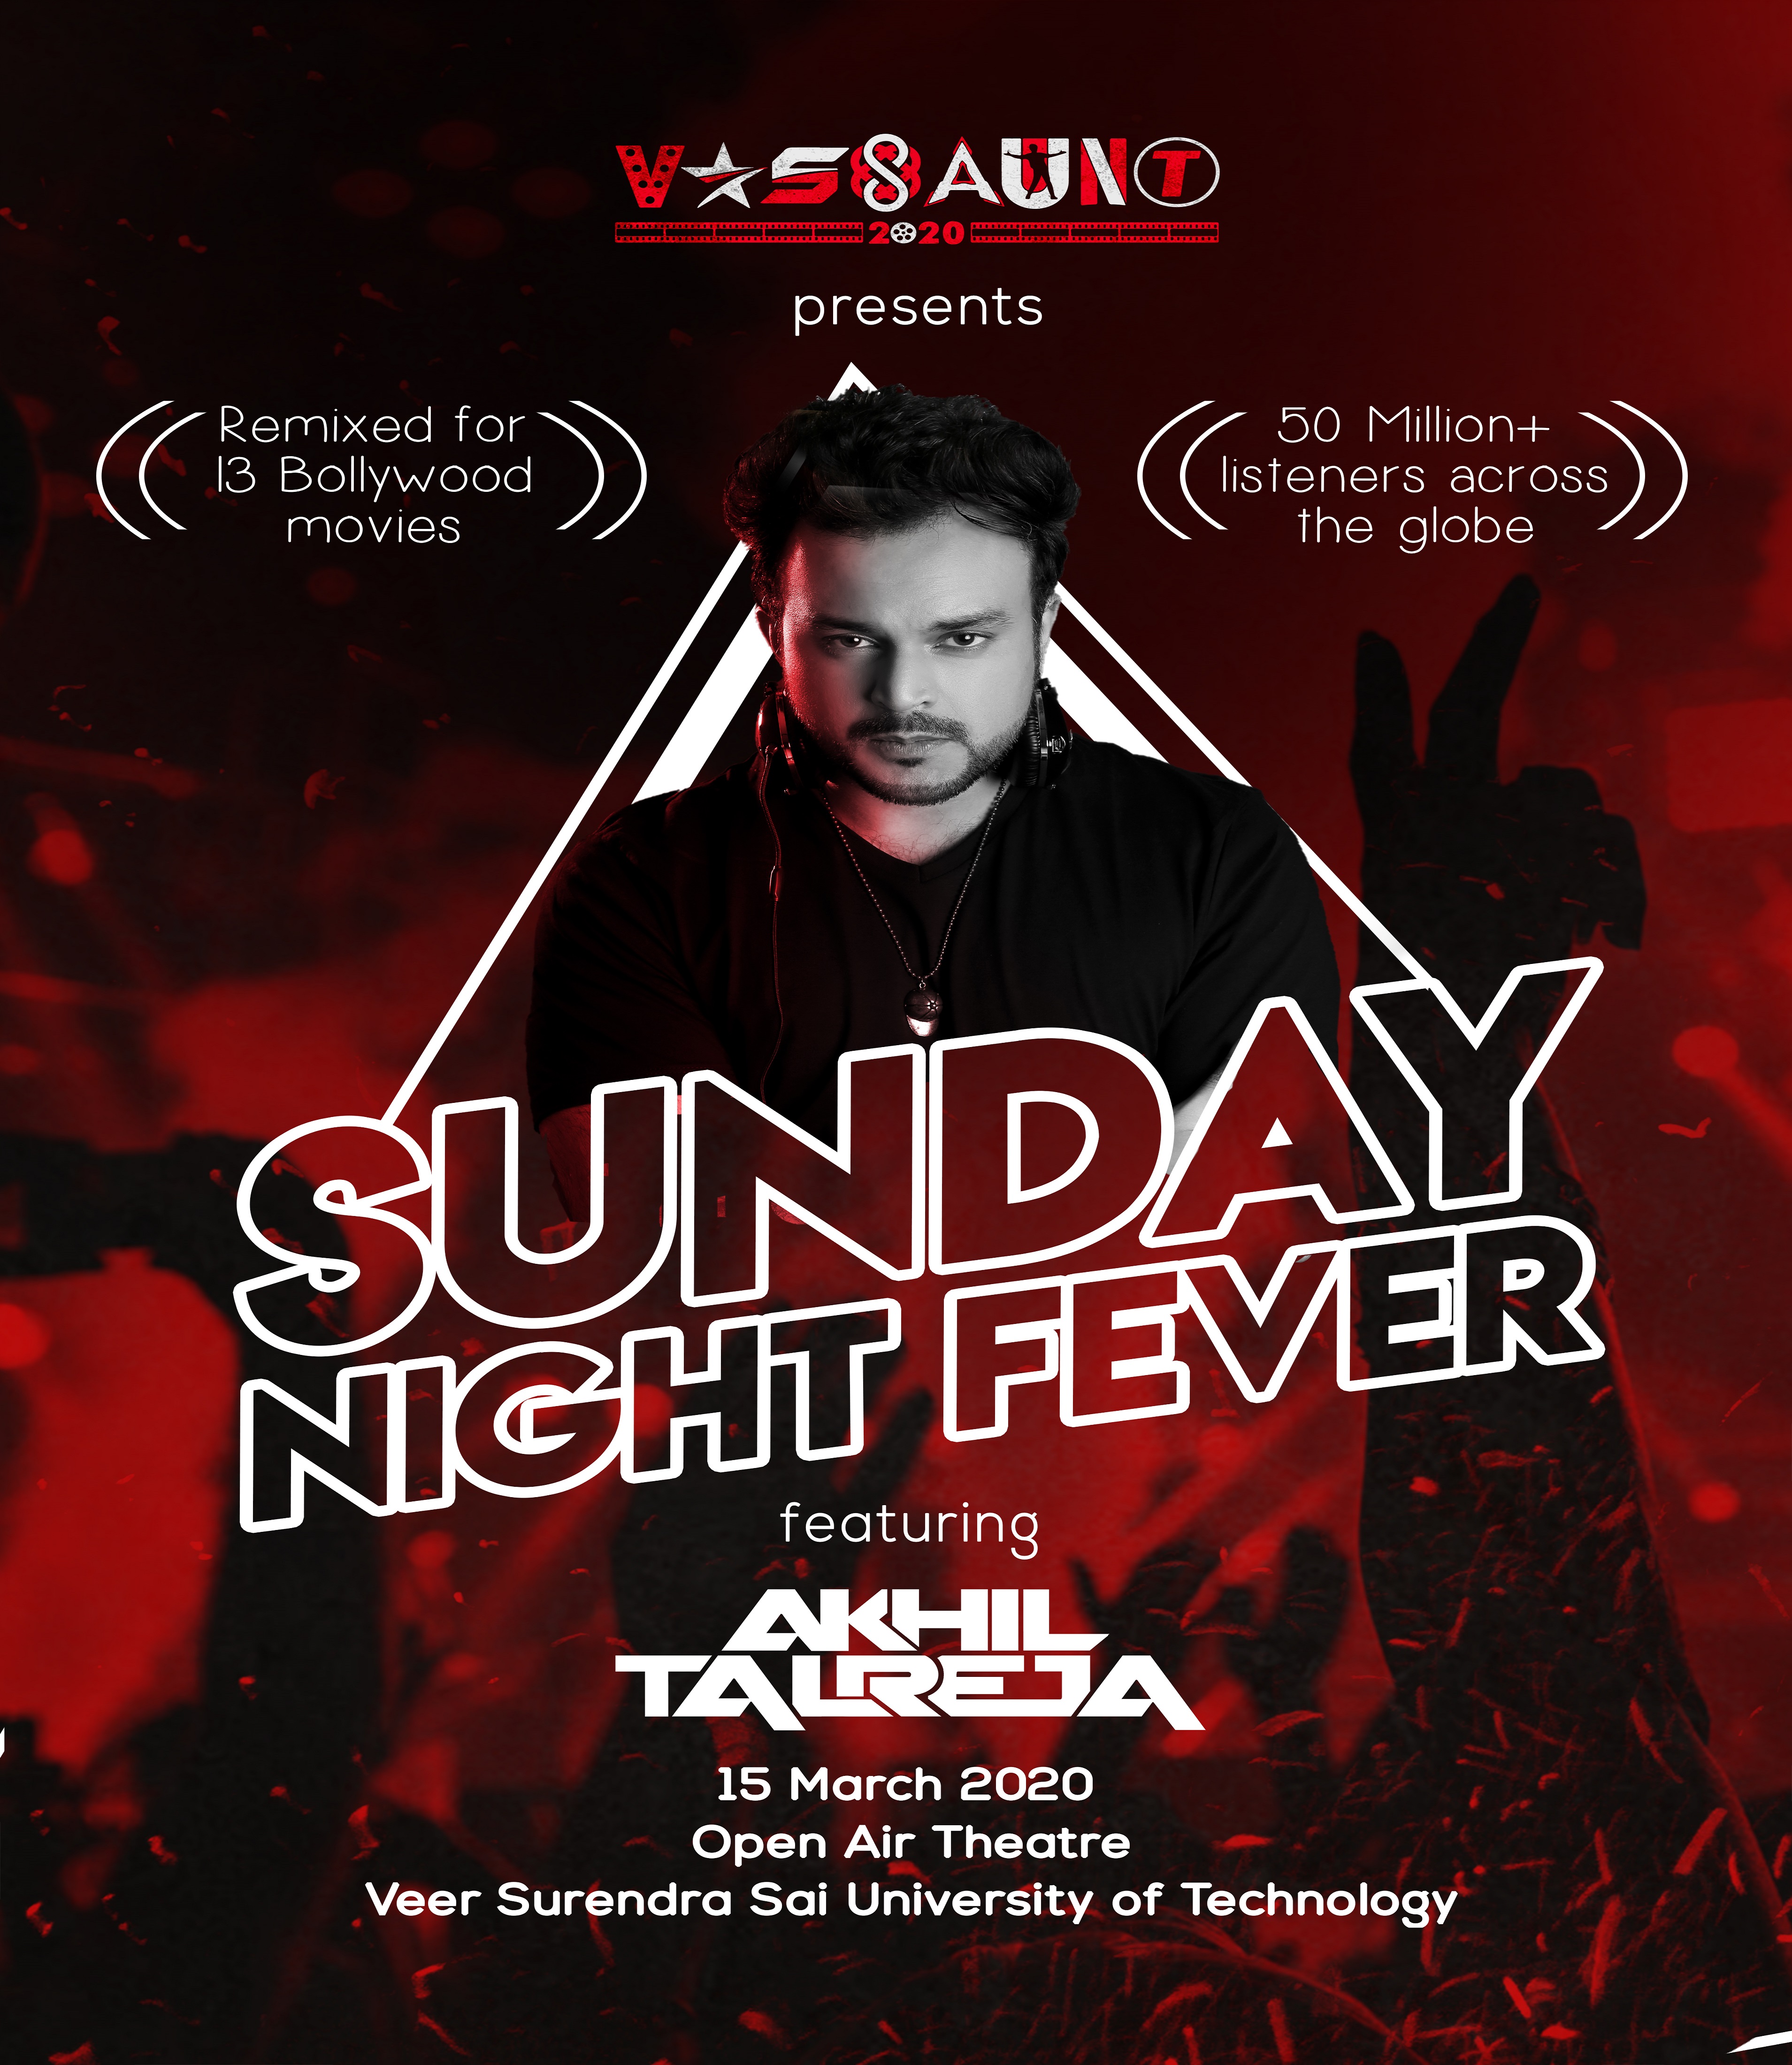 VASSAUNT
2020
presents
Remixed for
13 Bollywood
movies
50 Million+
listeners across
the globe
SUNDAY
NIGHT FEVER
featuring
AKHIL
TALREJA
15 March 2020
Open Air Theatre
Veer Surendra Sai University of Technology